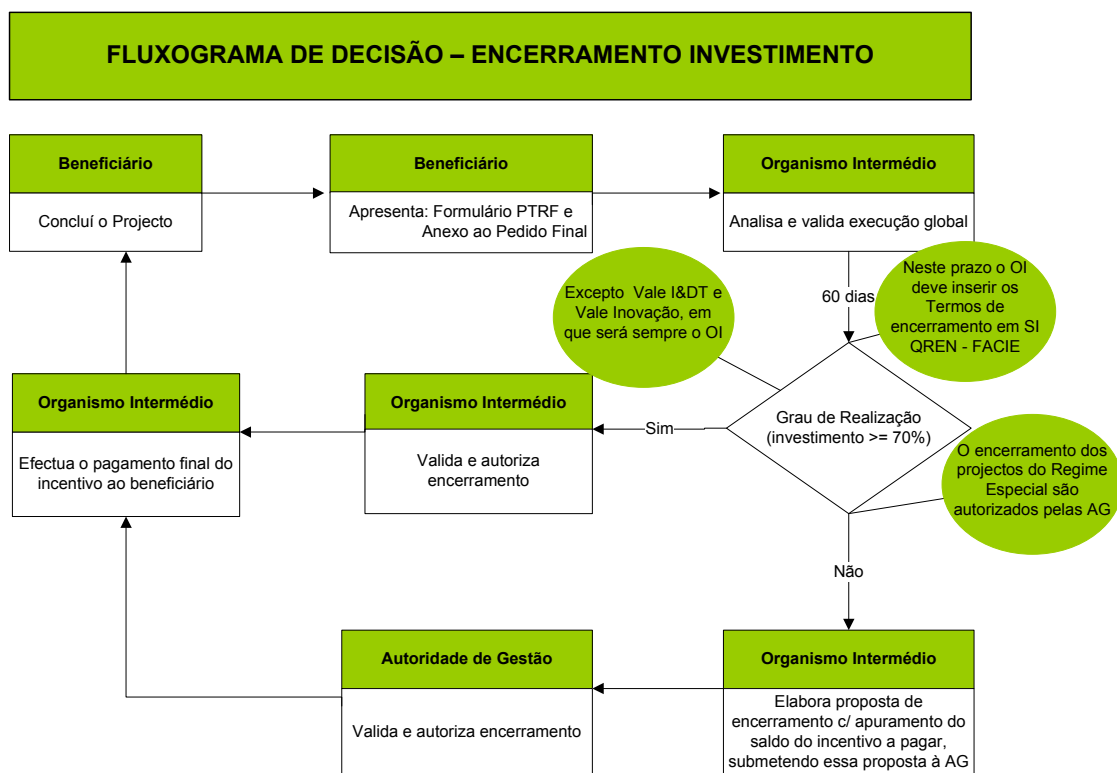 FLUXOGRAMA DE DECISÃO – ENCERRAMENTO INVESTIMENTO
Beneficiário
Concluí o Projecto
Beneficiário
Apresenta: Formulário PTRF e
Anexo ao Pedido Final
Organismo Intermédio
Analisa e valida execução global
60 dias
Neste prazo o OI
deve inserir os
Termos de
encerramento em SI
QREN - FACIE
Excepto Vale I&DT e
Vale Inovação, em
que será sempre o OI
Grau de Realização
(investimento >= 70%)
O encerramento dos
projectos do Regime
Especial são
autorizados pelas AG
Sim
Organismo Intermédio
Valida e autoriza
encerramento
Organismo Intermédio
Efectua o pagamento final do
incentivo ao beneficiário
Não
Organismo Intermédio
Elabora proposta de
encerramento c/ apuramento do
saldo do incentivo a pagar,
submetendo essa proposta à AG
Autoridade de Gestão
Valida e autoriza encerramento